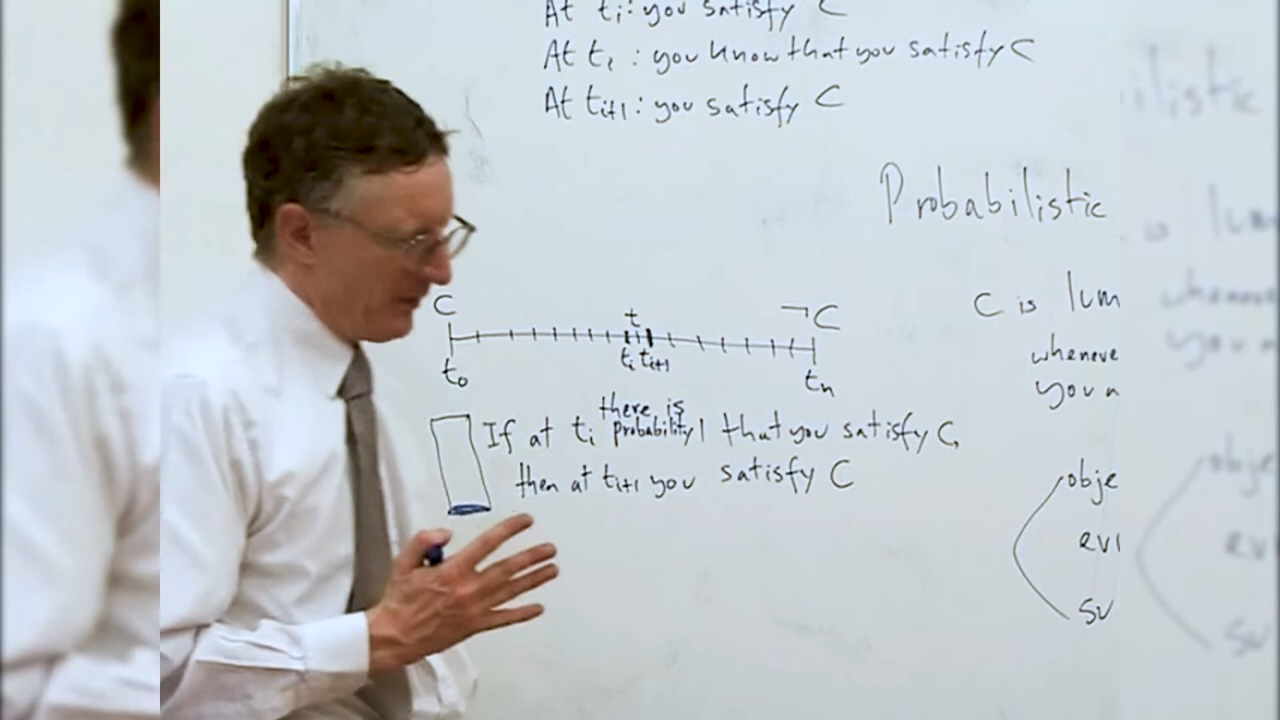 At ti: you satisfy C
At ti : you know that you satisfy C
At ti+1: you satisfy C
Probabilistic
C is lum
wheneve
you n
C ¬C
t
ti ti+1
t0 tn
there is
If at ti probability 1 that you satisfy C,
then at ti+1 you satisfy C
obje
evi
su